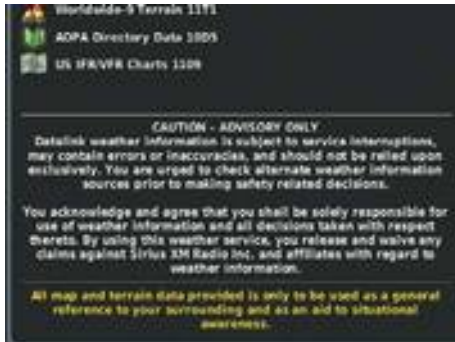 Worldwide-9 Terrain 11T1
AOPA Directory Data 10D5
US IFR/VFR Charts 1109
CAUTION - ADVISORY ONLY
Datalink weather information is subject to service interruptions,
may contain errors or inaccuracies, and should not be relied upon
exclusively. You are urged to check alternate weather information
sources prior to making safety related decisions.
You acknowledge and agree that you shall be solely responsible for
use of weather information and all decisions taken with respect
thereto. By using this weather service, you release and waive any
claims against Sirius XM Radio Inc. and affiliates with regard to
weather information.
All map and terrain data provided is only to be used as a general
reference to your surrounding and as an aid to situational
awareness.